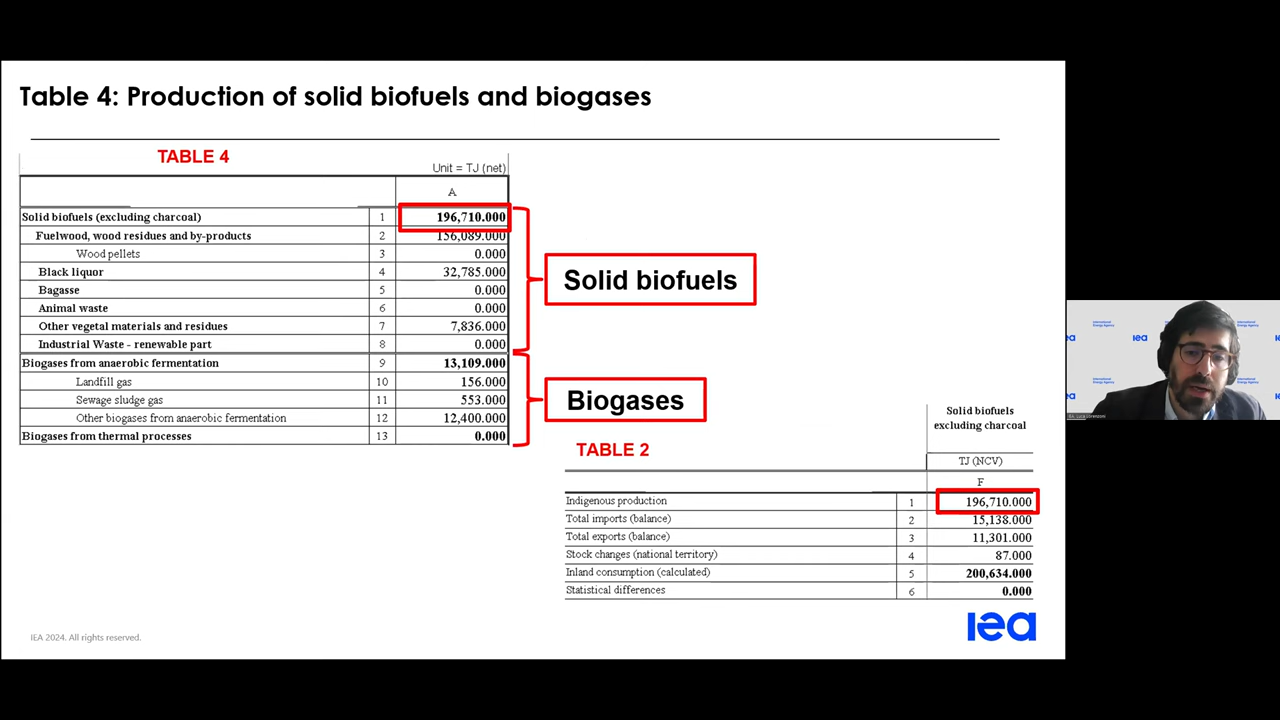 Table 4: Production of solid biofuels and biogases
TABLE 4
Unit = TJ (net)
A
Solid biofuels (excluding charcoal) 1 196,710.000
Fuelwood, wood residues and by-products 2 156,089.000
Wood pellets 3 0.000
Black liquor 4 32,785.000
Bagasse 5 0.000
Animal waste 6 0.000
Other vegetal materials and residues 7 7,836.000
Industrial Waste - renewable part 8 0.000
Biogases from anaerobic fermentation 9 13,109.000
Landfill gas 10 156.000
Sewage sludge gas 11 553.000
Other biogases from anaerobic fermentation 12 12,400.000
Biogases from thermal processes 13 0.000
Solid biofuels
Biogases
TABLE 2
Solid biofuels
excluding charcoal
TJ (NCV)
F
Indigenous production 1 196,710.000
Total imports (balance) 2 15,138.000
Total exports (balance) 3 11,301.000
Stock changes (national territory) 4 87.000
Inland consumption (calculated) 5 200,634.000
Statistical differences 6 0.000
IEA 2024. All rights reserved.
iea
International
Energy Agency
iea